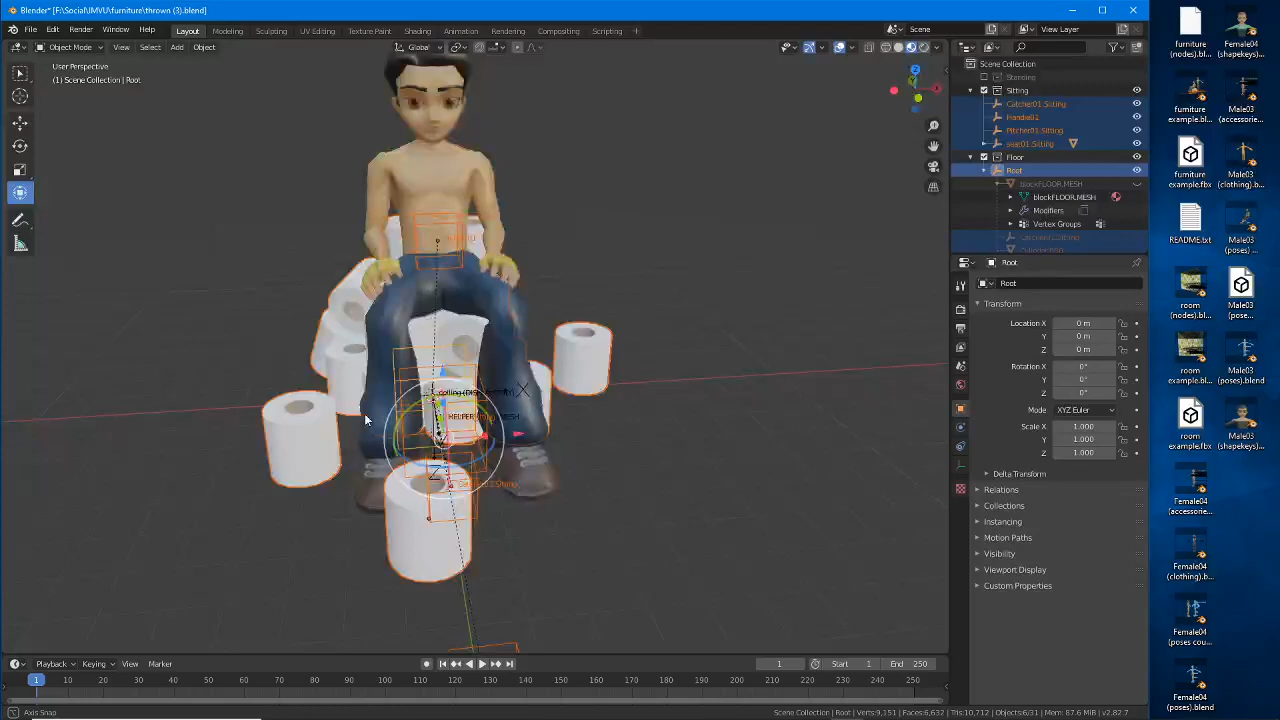 Blender* [F:\Social\IMVU\furniture\thrown (3).blend]
File Edit Render Window Help Layout Modeling Sculpting UV Editing Texture Paint Shading Animation Rendering Compositing Scripting + Scene View Layer
Object Mode View Select Add Object Global
User Perspective
(1) Scene Collection | Root
Scene Collection
Standing
Sitting
Catcher01.Sitting
Handle01
Pitcher01.Sitting
seat01.Sitting
Floor
Root
blockFLOOR.MESH
blockFLOOR.MESH
Modifiers
Vertex Groups
Root
Root
Transform
Location X 0 m
Y 0 m
Z 0 m
Rotation X 0°
Y 0°
Z 0°
Mode XYZ Euler
Scale X 1.000
Y 1.000
Z 1.000
Delta Transform
Relations
Collections
Instancing
Motion Paths
Visibility
Viewport Display
Custom Properties
Playback Keying View Marker 1 Start 1 End 250
1 10 20 30 40 50 60 70 80 90 100 110 120 130 140 150 160 170 180 190 200 210 220 230 240 250
Axis Snap
Scene Collection | Root | Verts:9,151 | Faces:6,632 | Tris:10,712 | Objects:6/31 | Mem: 87.6 MiB | v2.82.7
furniture
(nodes).bl...
Female04
(shapekeys)...
furniture
example.bl...
Male03
(accessorie...
furniture
example.fbx
Male03
(clothing).b...
README.txt
Male03
(poses) ...
room
(nodes).bl...
Male03
(pose...
room
example.bl...
Male03
(poses).blend
room
example.fbx
Male03
(shapekeys)...
Female04
(accessorie...
Female04
(clothing)...
Female04
(poses cou...
Female04
(poses).blend